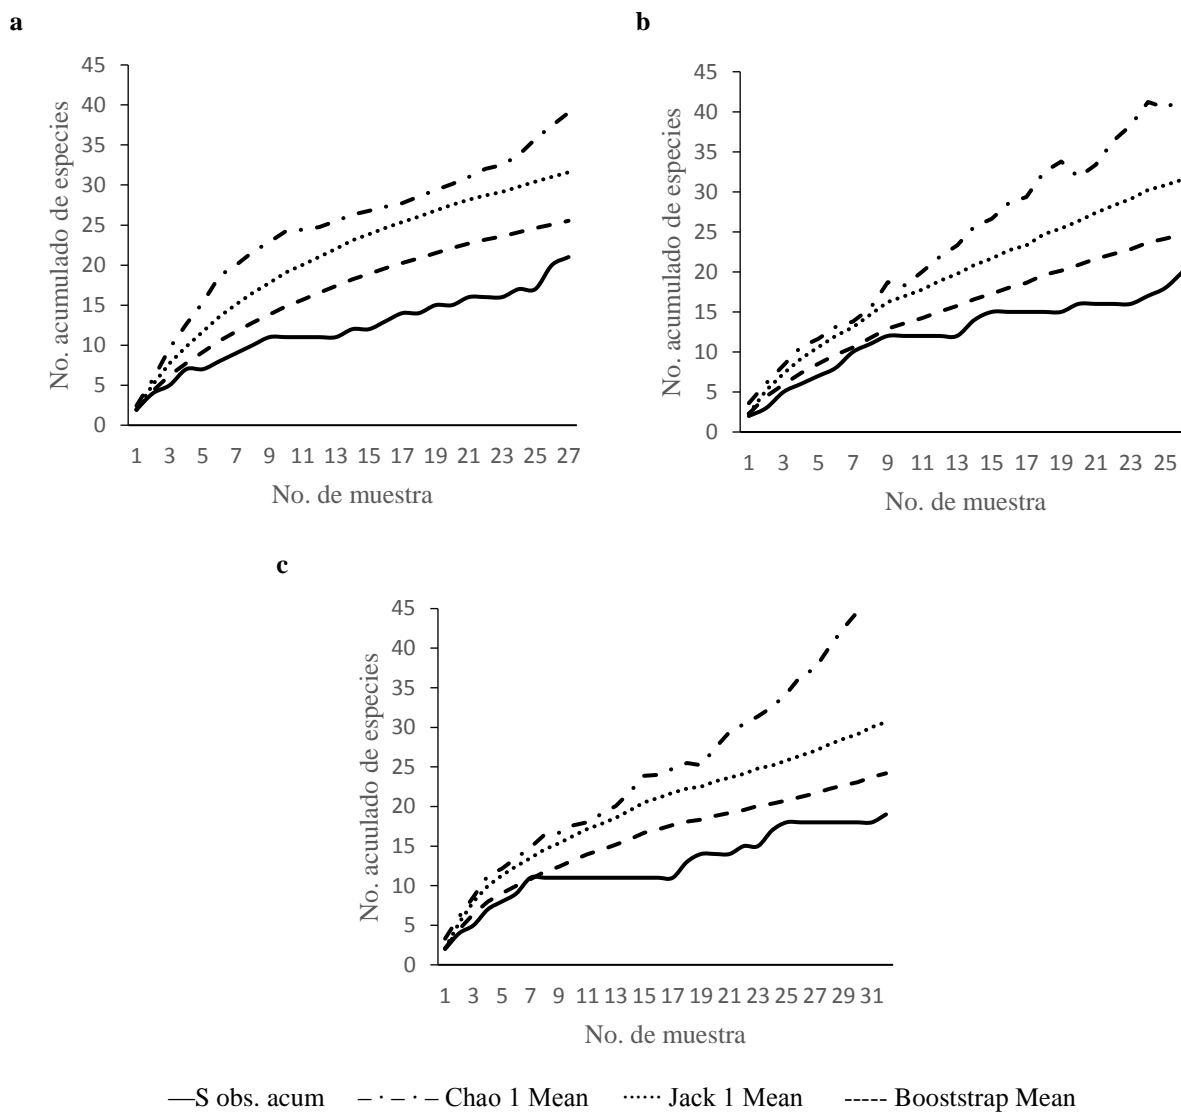 a
No. acumulado de especies
45
40
35
30
25
20
15
10
5
0
1 3 5 7 9 11 13 15 17 19 21 23 25 27
No. de muestra
b
No. acumulado de especies
45
40
35
30
25
20
15
10
5
0
1 3 5 7 9 11 13 15 17 19 21 23 25
No. de muestra
c
No. acuulado de especies
45
40
35
30
25
20
15
10
5
0
1 3 5 7 9 11 13 15 17 19 21 23 25 27 29 31
No. de muestra
S obs. acum Chao 1 Mean Jack 1 Mean Booststrap Mean